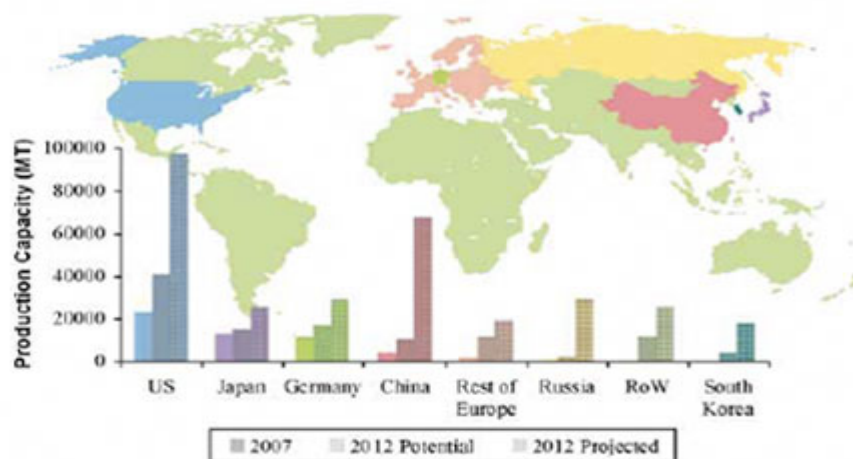 Production Capacity (MT)
100000
80000
60000
40000
20000
0
US Japan Germany China Rest of Russia RoW South
Europe Korea
2007 2012 Potential 2012 Projected